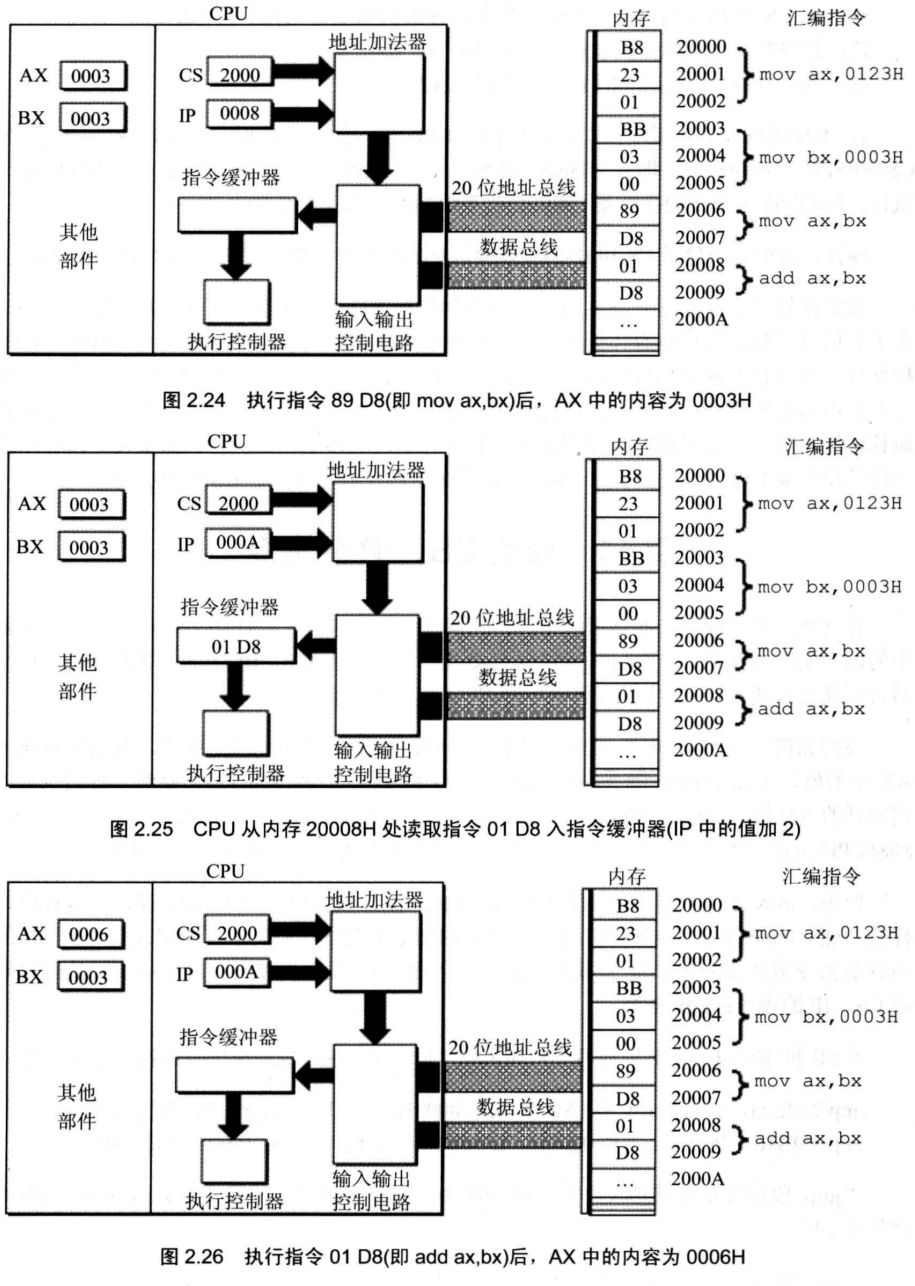 CPU 内存 汇编指令
地址加法器
B8 20000
AX 0003 CS 2000 23 20001 mov ax,0123H
01 20002
BX 0003 IP 0008 BB 20003
03 20004 mov bx,0003H
指令缓冲器 20位地址总线 00 20005
89 20006 mov ax,bx
其他 数据总线 D8 20007
部件 01 20008 add ax,bx
D8 20009
输入输出 … 2000A
执行控制器 控制电路
图 2.24 执行指令 89 D8(即 mov ax,bx)后，AX 中的内容为 0003H
CPU 内存 汇编指令
地址加法器
B8 20000
AX 0003 CS 2000 23 20001 mov ax,0123H
01 20002
BX 0003 IP 000A BB 20003
03 20004 mov bx,0003H
指令缓冲器 20位地址总线 00 20005
01 D8 89 20006 mov ax,bx
其他 数据总线 D8 20007
部件 01 20008 add ax,bx
D8 20009
输入输出 … 2000A
执行控制器 控制电路
图 2.25 CPU 从内存 20008H 处读取指令 01 D8 入指令缓冲器(IP 中的值加 2)
CPU 内存 汇编指令
地址加法器
B8 20000
AX 0006 CS 2000 23 20001 mov ax,0123H
01 20002
BX 0003 IP 000A BB 20003
03 20004 mov bx,0003H
指令缓冲器 20位地址总线 00 20005
89 20006 mov ax,bx
其他 数据总线 D8 20007
部件 01 20008 add ax,bx
D8 20009
输入输出 … 2000A
执行控制器 控制电路
图 2.26 执行指令 01 D8(即 add ax,bx)后，AX 中的内容为 0006H